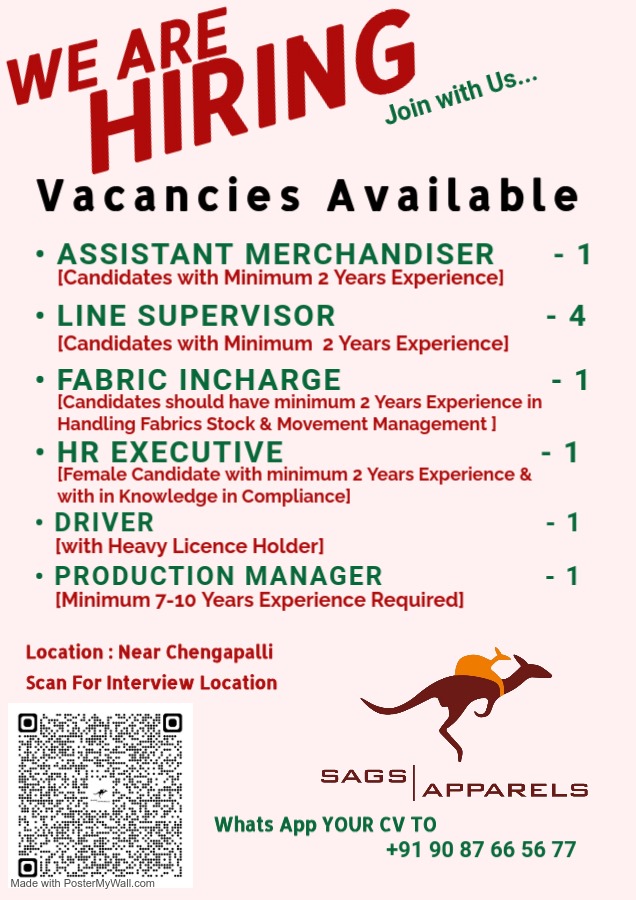 WE ARE
HIRING
Join with Us...
Vacancies Available
• ASSISTANT MERCHANDISER - 1
[Candidates with Minimum 2 Years Experience]
• LINE SUPERVISOR - 4
[Candidates with Minimum 2 Years Experience]
• FABRIC INCHARGE - 1
[Candidates should have minimum 2 Years Experience in
Handling Fabrics Stock & Movement Management ]
• HR EXECUTIVE - 1
[Female Candidate with minimum 2 Years Experience &
with in Knowledge in Compliance]
• DRIVER - 1
[with Heavy Licence Holder]
• PRODUCTION MANAGER - 1
[Minimum 7-10 Years Experience Required]
Location : Near Chengapalli
Scan For Interview Location
SAGS APPARELS
Whats App YOUR CV TO
+91 90 87 66 56 77
Made with PosterMyWall.com